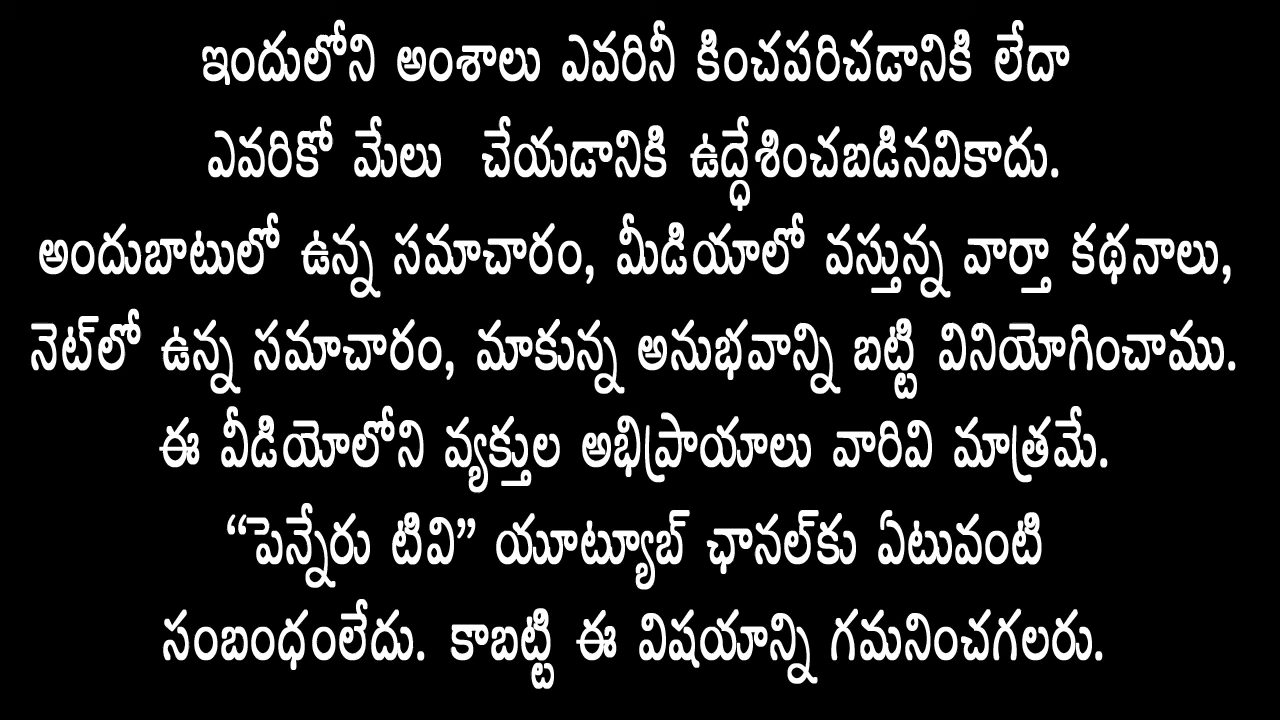 ఇందులోని అంశాలు ఎవరినీ కించపరిచడానికి లేదా
ఎవరికో మేలు చేయడానికి ఉద్ధేశించబడినవికాదు.
అందుబాటులో ఉన్న సమాచారం, మీడియాలో వస్తున్న వార్తా కథనాలు,
నెట్‌లో ఉన్న సమాచారం, మాకున్న అనుభవాన్ని బట్టి వినియోగించాము.
ఈ వీడియోలోని వ్యక్తుల అభిప్రాయాలు వారివి మాత్రమే.
“పెన్నేరు టివి” యూట్యూబ్ ఛానల్‌కు ఏటువంటి
సంబంధంలేదు. కాబట్టి ఈ విషయాన్ని గమనించగలరు.